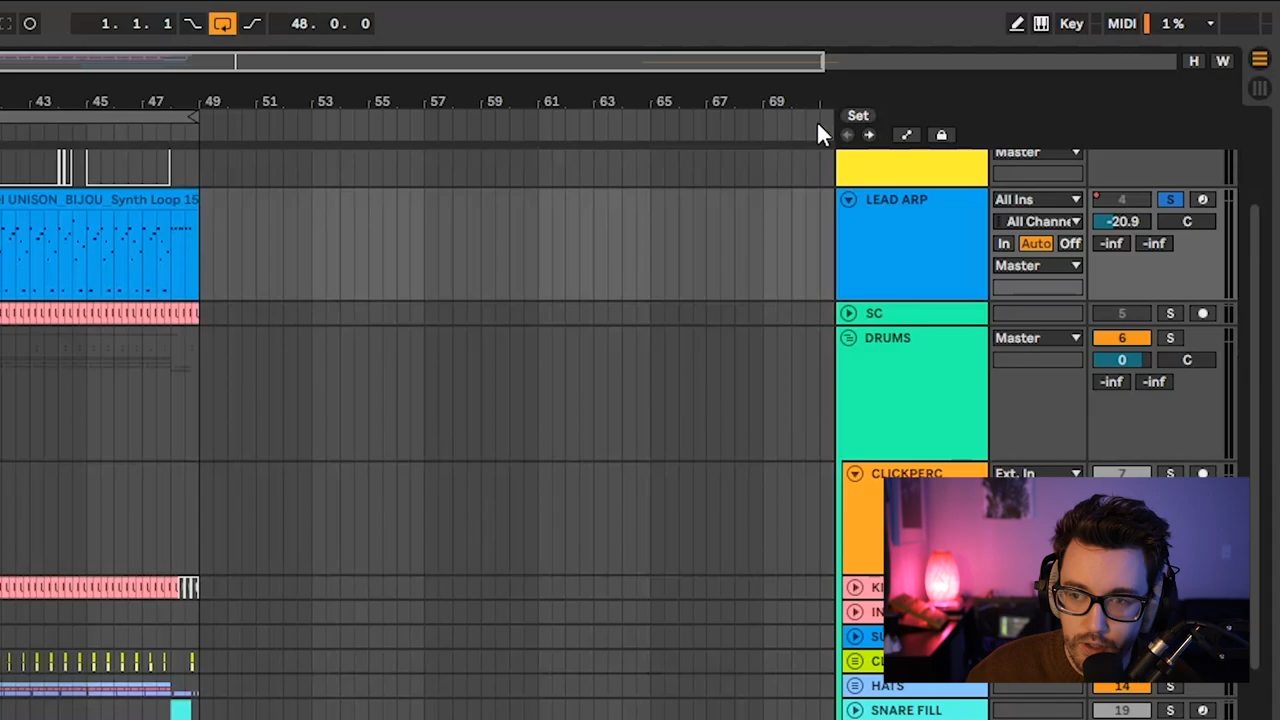 1. 1. 1 48. 0. 0 Key MIDI 1 %
H W
43 45 47 49 51 53 55 57 59 61 63 65 67 69
Set
Master
UNISON_BIJOU_Synth Loop 15 LEAD ARP All Ins 4 S
All Channe -20.9 C
In Auto Off -inf -inf
Master
SC 5 S
DRUMS Master 6 S
0 C
-inf -inf
CLICKPERC Ext. In 7 S
HATS 14 S
SNARE FILL 19 S